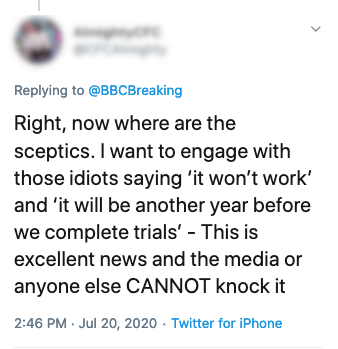 Replying to @BBCBreaking
Right, now where are the
sceptics. I want to engage with
those idiots saying ‘it won’t work’
and ‘it will be another year before
we complete trials’ - This is
excellent news and the media or
anyone else CANNOT knock it
2:46 PM · Jul 20, 2020 · Twitter for iPhone